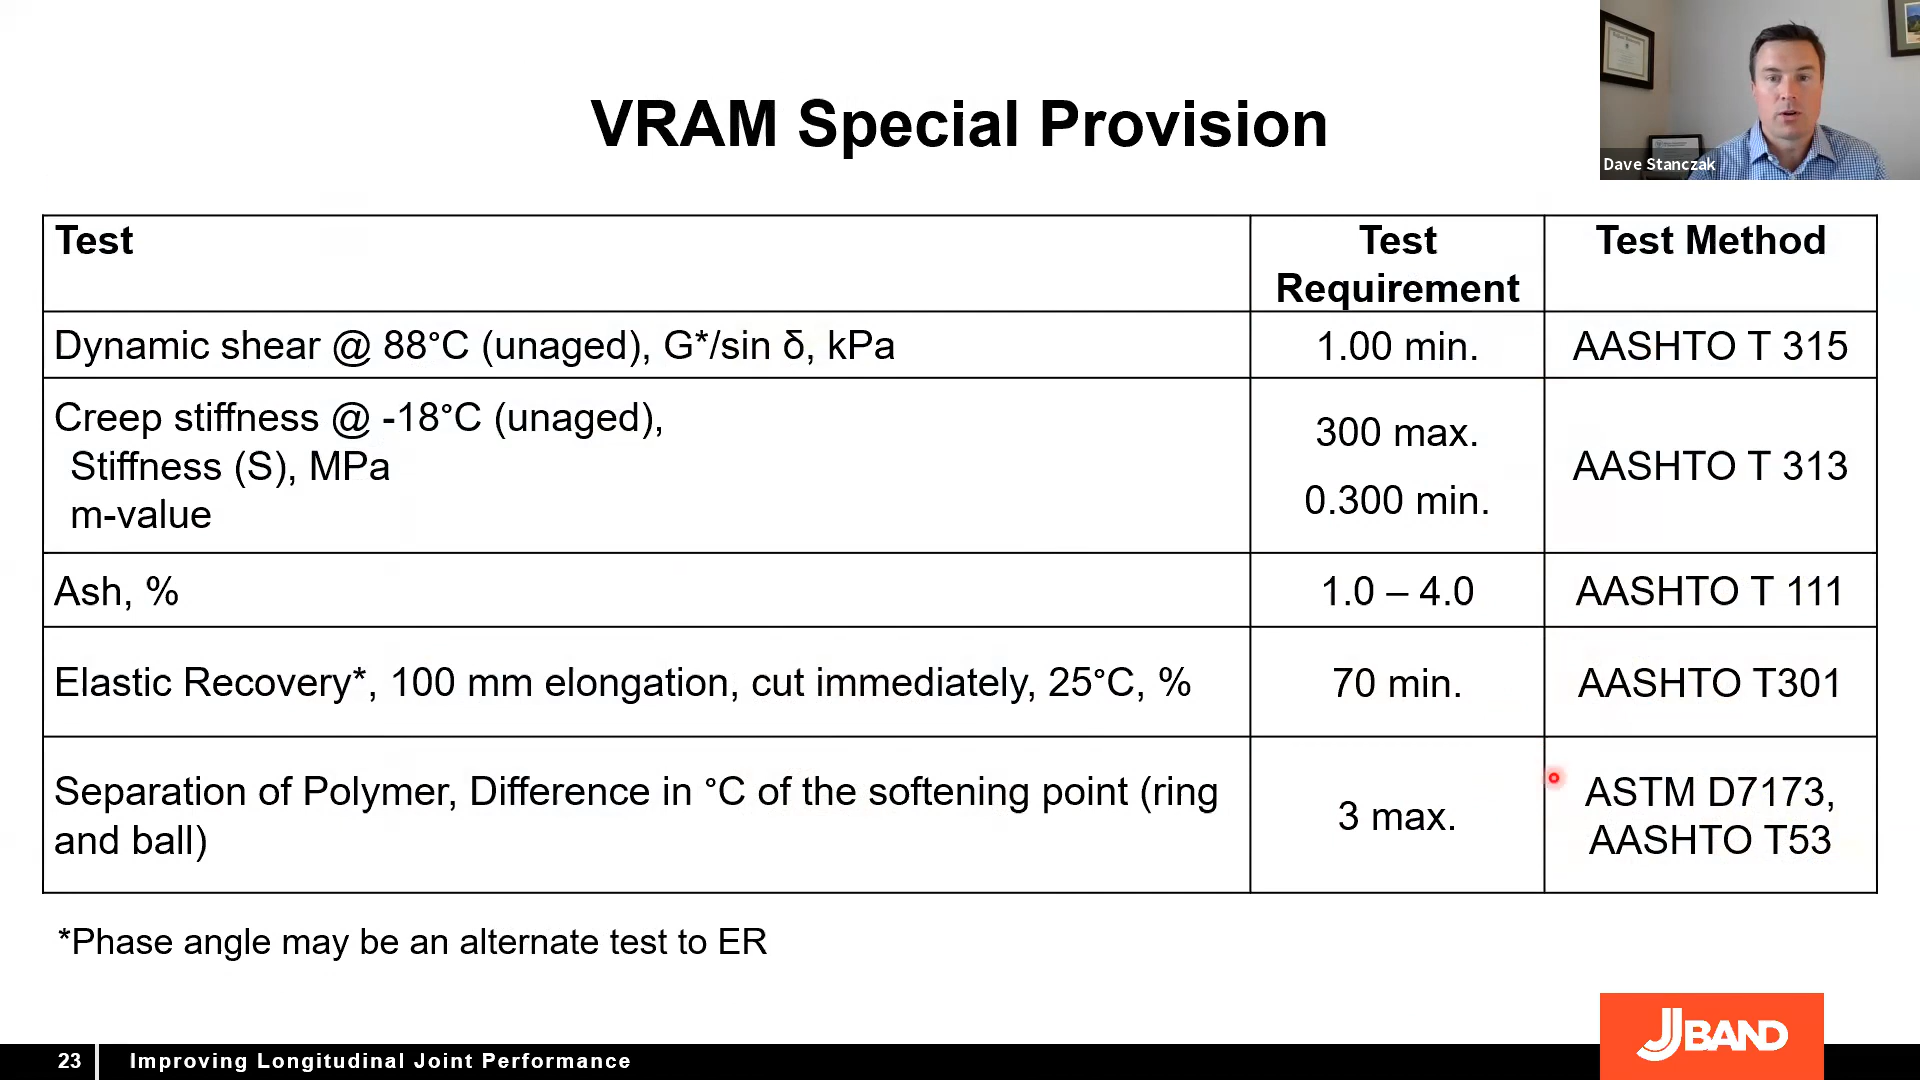 VRAM Special Provision
Dave Stanczak
Test
Test
Requirement
Test Method
Dynamic shear @ 88°C (unaged), G*/sin δ, kPa
1.00 min.
AASHTO T 315
Creep stiffness @ -18°C (unaged),
Stiffness (S), MPa
m-value
300 max.
0.300 min.
AASHTO T 313
Ash, %
1.0 – 4.0
AASHTO T 111
Elastic Recovery*, 100 mm elongation, cut immediately, 25°C, %
70 min.
AASHTO T301
Separation of Polymer, Difference in °C of the softening point (ring
and ball)
3 max.
ASTM D7173,
AASHTO T53
*Phase angle may be an alternate test to ER
23
Improving Longitudinal Joint Performance
JBAND